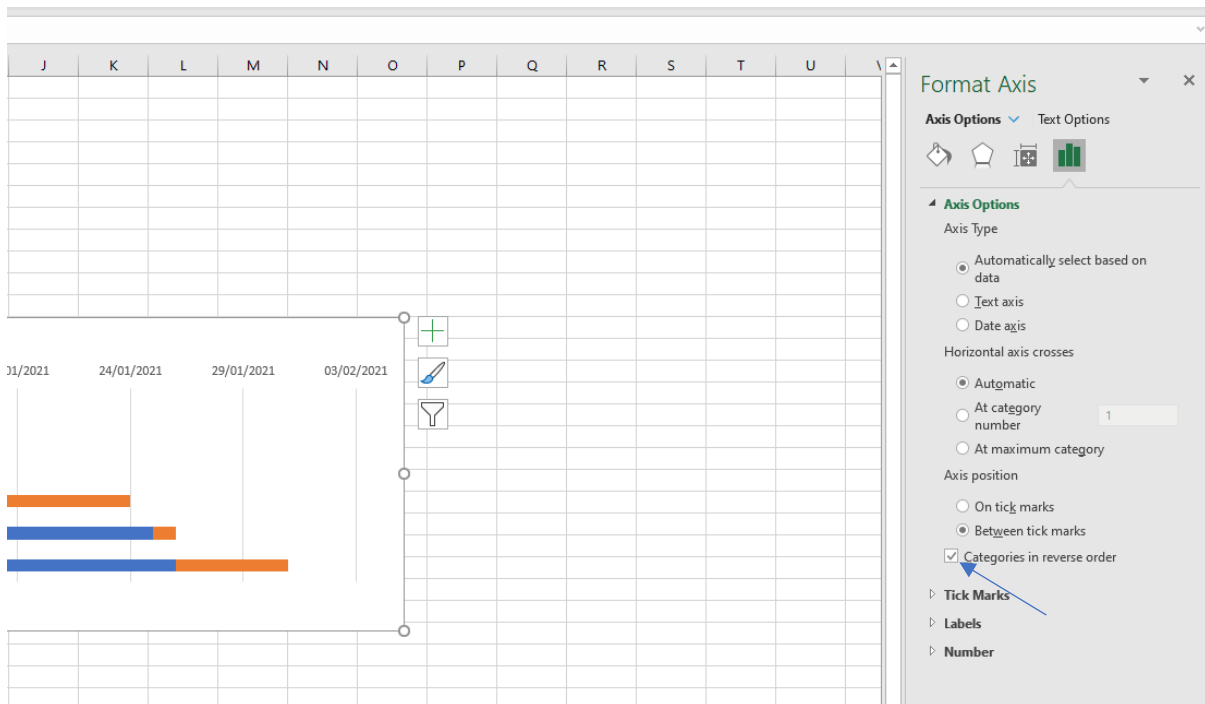 J K L M N O P Q R S T U
Format Axis
Axis Options Text Options
Axis Options
Axis Type
Automatically select based on
data
Text axis
Date axis
Horizontal axis crosses
Automatic
At category
number
1
At maximum category
Axis position
On tick marks
Between tick marks
Categories in reverse order
Tick Marks
Labels
Number
01/2021 24/01/2021 29/01/2021 03/02/2021